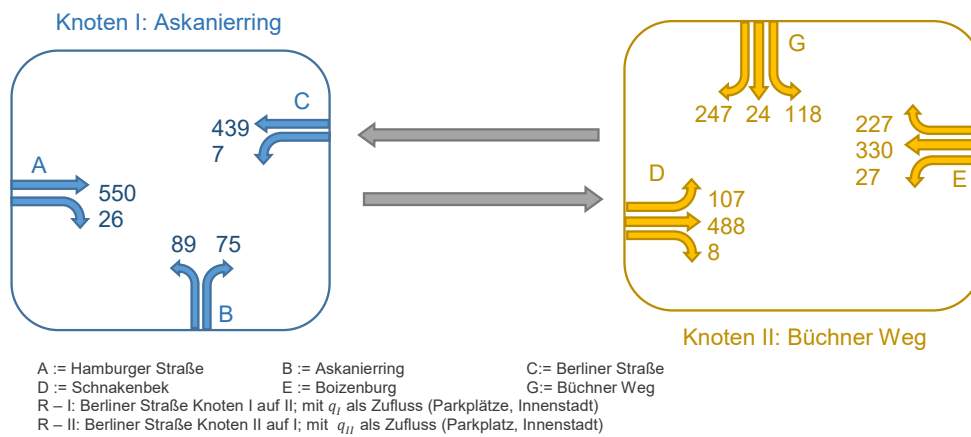 Knoten I: Askanierring
C
439
7
A
550
26
89 75
B
G
247 24 118
227
330
27
E
D
107
488
8
Knoten II: Büchner Weg
A := Hamburger Straße B := Askanierring C:= Berliner Straße
D := Schnakenbek E := Boizenburg G:= Büchner Weg
R – I: Berliner Straße Knoten I auf II; mit q_I als Zufluss (Parkplätze, Innenstadt)
R – II: Berliner Straße Knoten II auf I; mit q_II als Zufluss (Parkplatz, Innenstadt)